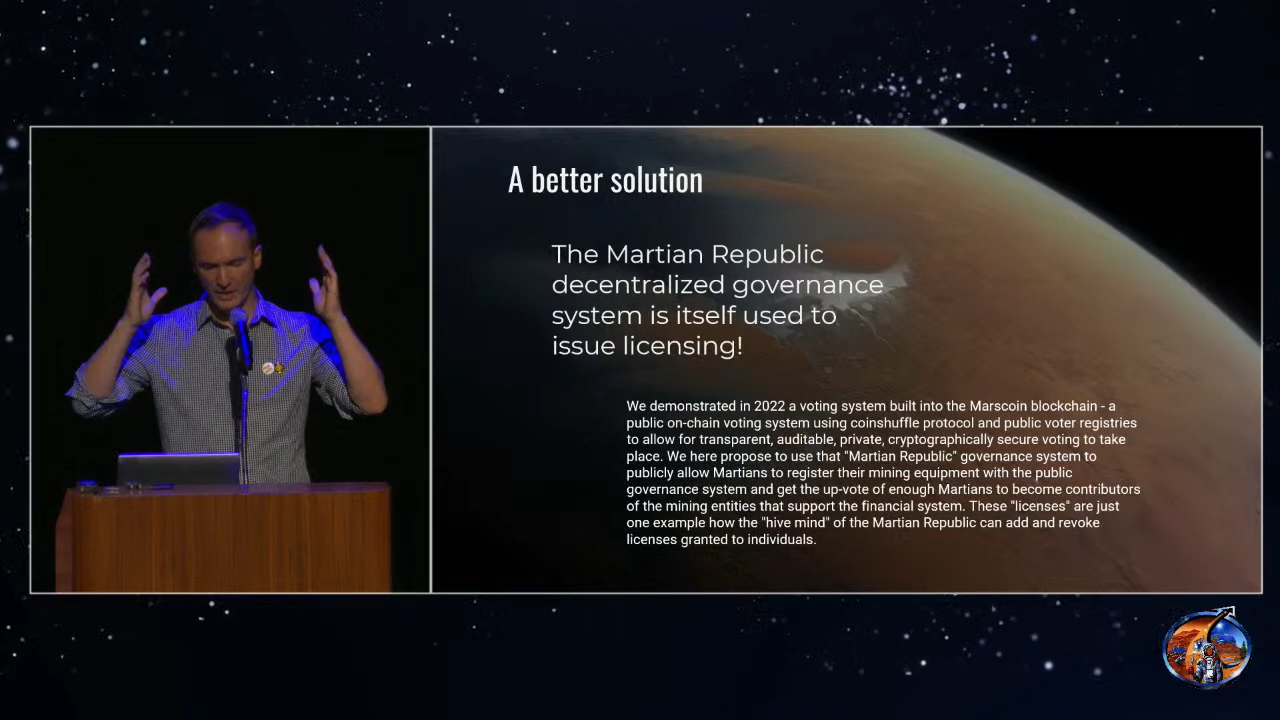 A better solution
The Martian Republic
decentralized governance
system is itself used to
issue licensing!
We demonstrated in 2022 a voting system built into the Marscoin blockchain - a
public on-chain voting system using coinshuffle protocol and public voter registries
to allow for transparent, auditable, private, cryptographically secure voting to take
place. We here propose to use that "Martian Republic" governance system to
publicly allow Martians to register their mining equipment with the public
governance system and get the up-vote of enough Martians to become contributors
of the mining entities that support the financial system. These "licenses" are just
one example how the "hive mind" of the Martian Republic can add and revoke
licenses granted to individuals.